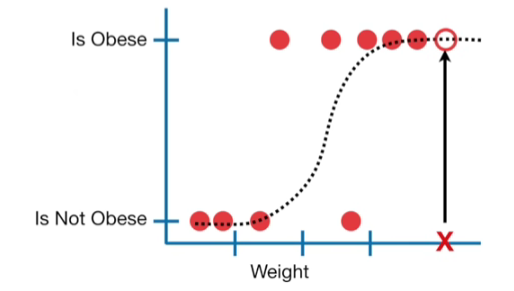 Is Obese
Is Not Obese
X
Weight